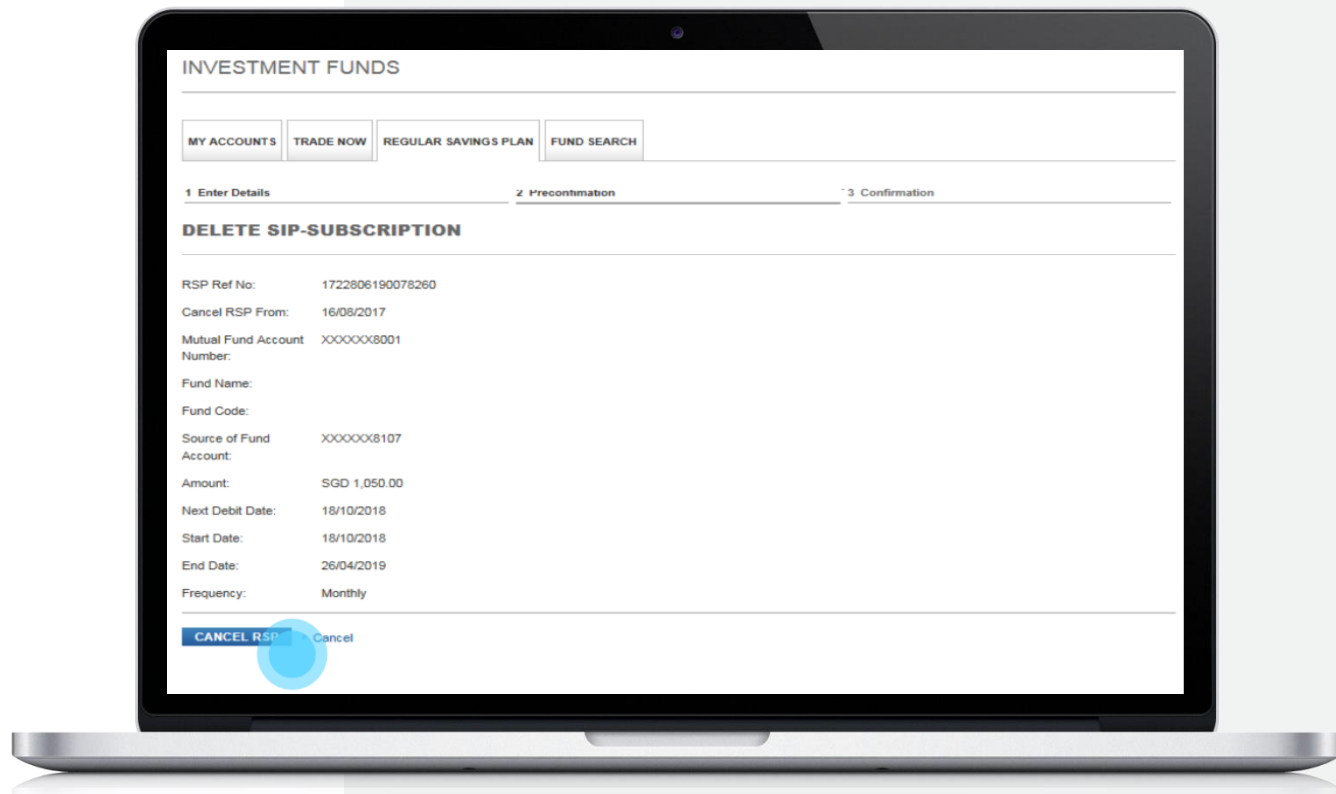 INVESTMENT FUNDS
MY ACCOUNTS TRADE NOW REGULAR SAVINGS PLAN FUND SEARCH
1 Enter Details 2 Preconfirmation 3 Confirmation
DELETE SIP-SUBSCRIPTION
RSP Ref No: 1722806190078260
Cancel RSP From: 16/08/2017
Mutual Fund Account XXXXXX8001
Number:
Fund Name:
Fund Code:
Source of Fund XXXXXX8107
Account:
Amount: SGD 1,050.00
Next Debit Date: 18/10/2018
Start Date: 18/10/2018
End Date: 26/04/2019
Frequency: Monthly
CANCEL RSP Cancel